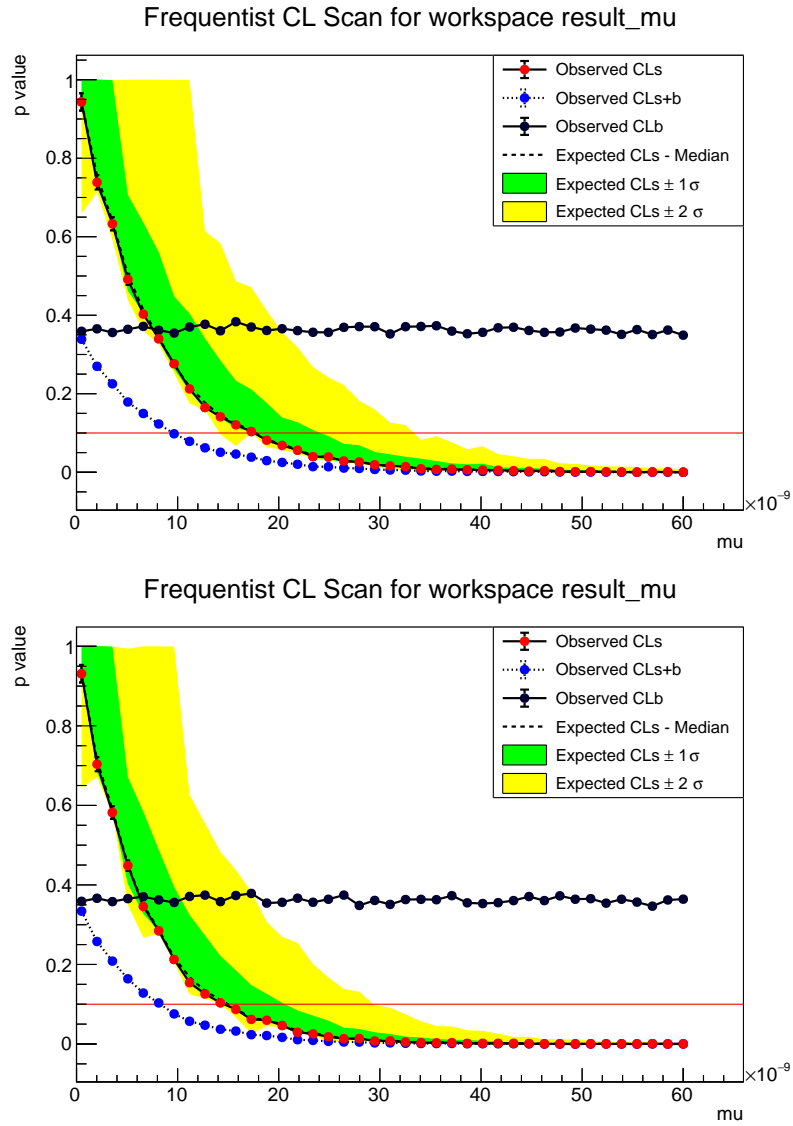 Frequentist CL Scan for workspace result_mu
p value
1
0.8
0.6
0.4
0.2
0
Observed CLs
Observed CLs+b
Observed CLb
Expected CLs - Median
Expected CLs ± 1σ
Expected CLs ± 2 σ
0 10 20 30 40 50 60
×10⁻⁹
mu
Frequentist CL Scan for workspace result_mu
p value
1
0.8
0.6
0.4
0.2
0
Observed CLs
Observed CLs+b
Observed CLb
Expected CLs - Median
Expected CLs ± 1σ
Expected CLs ± 2 σ
0 10 20 30 40 50 60
×10⁻⁹
mu